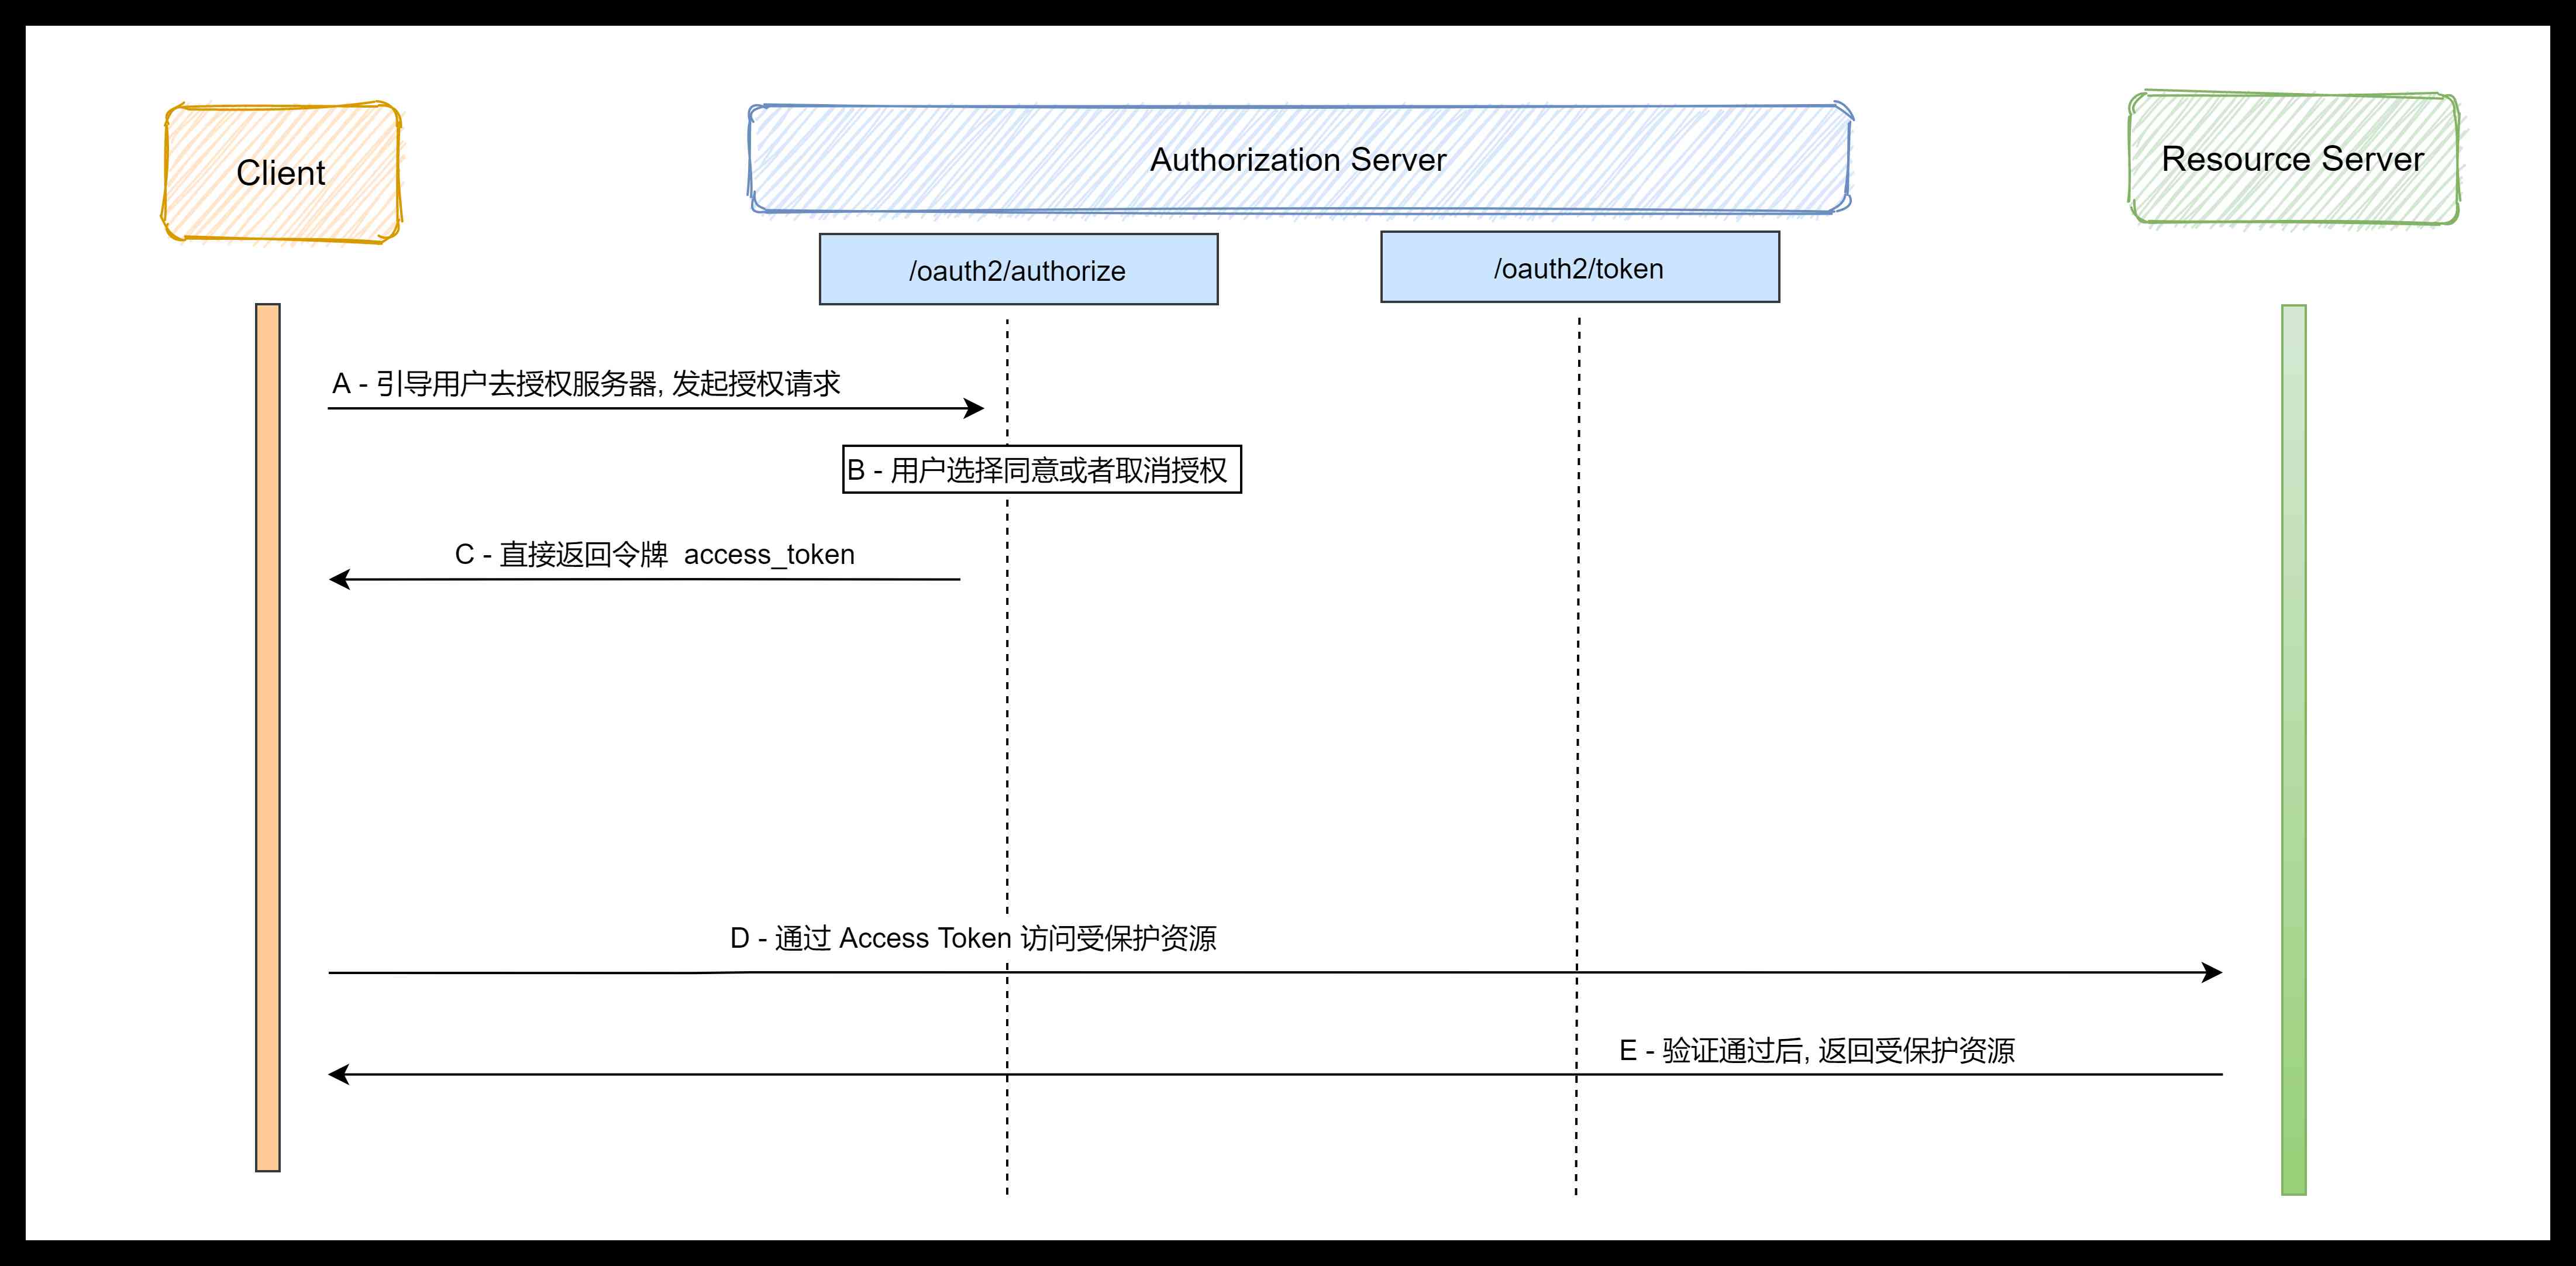 Client
Authorization Server
Resource Server
/oauth2/authorize
/oauth2/token
A - 引导用户去授权服务器, 发起授权请求
B - 用户选择同意或者取消授权
C - 直接返回令牌 access_token
D - 通过 Access Token 访问受保护资源
E - 验证通过后, 返回受保护资源